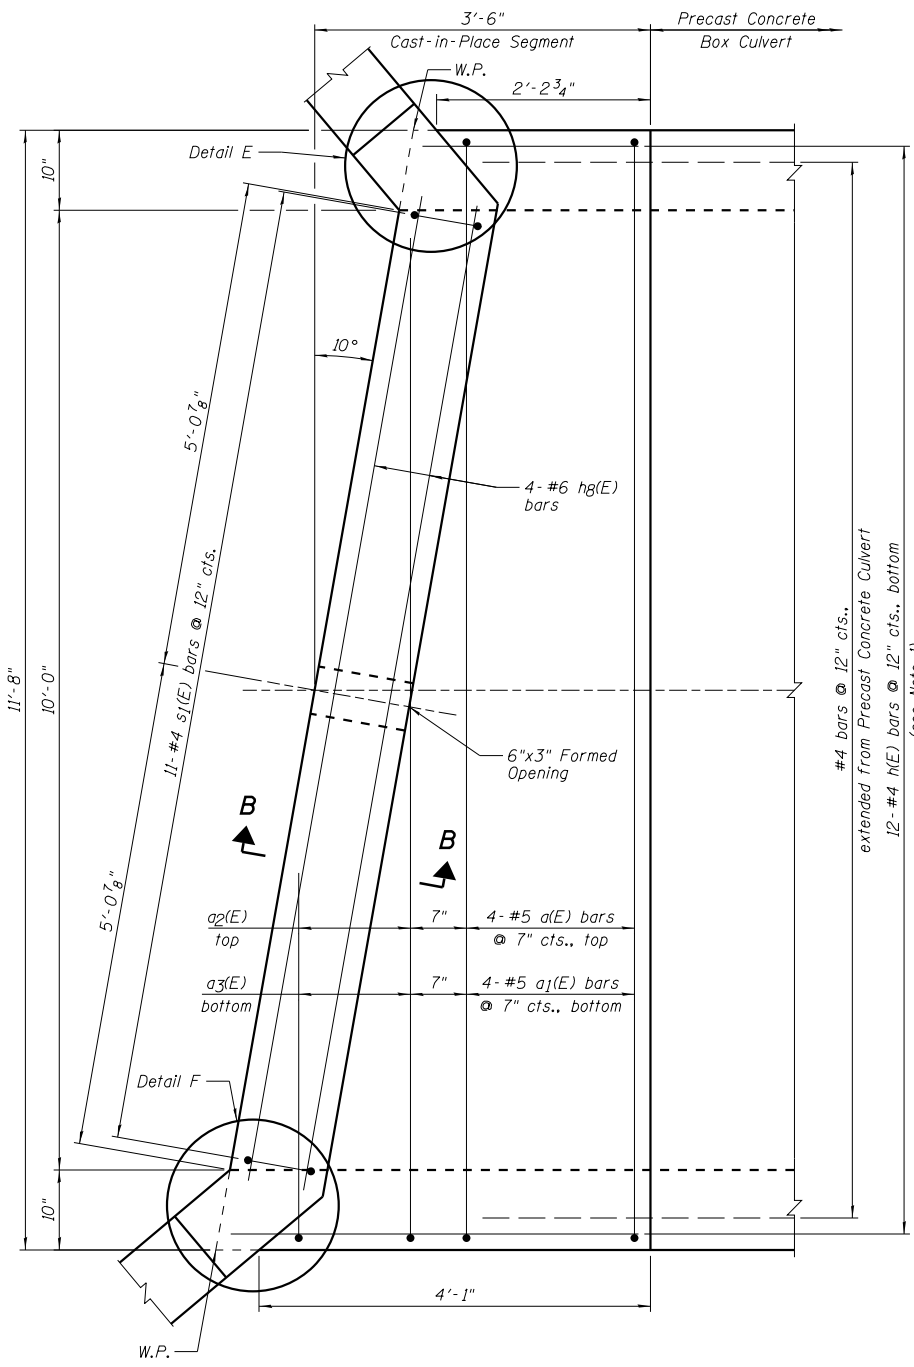 3'-6"
Precast Concrete
Cast-in-Place Segment
Box Culvert
W.P.
2'-2¾"
Detail E
10"
10°
5'-0⅞"
4- #6 h8(E)
bars
11'-8"
10'-0"
11- #4 s1(E) bars @ 12" cts.
#4 bars @ 12" cts.,
extended from Precast Concrete Culvert
12- #4 h(E) bars @ 12" cts., bottom
6"x3" Formed
Opening
B
B
5'-0⅞"
a2(E)
top
7"
4- #5 a(E) bars
@ 7" cts., top
a3(E)
bottom
7"
4- #5 a1(E) bars
@ 7" cts., bottom
Detail F
10"
4'-1"
W.P.